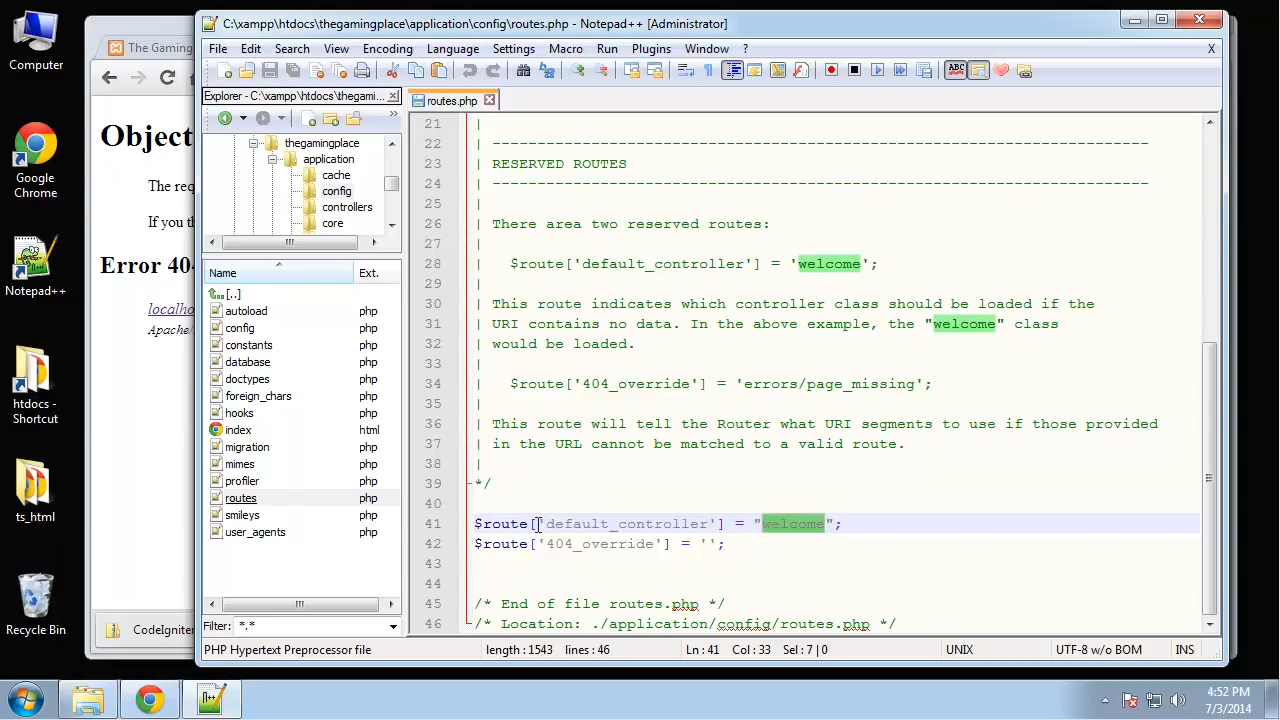 Computer
Google Chrome
Notepad++
htdocs - Shortcut
ts_html
Recycle Bin
The Gaming
Object
The req
If you t
Error 40
localho
Apache/
CodeIgniter
C:\xampp\htdocs\thegamingplace\application\config\routes.php - Notepad++ [Administrator]
File Edit Search View Encoding Language Settings Macro Run Plugins Window ? X
Explorer - C:\xampp\htdocs\thegami...
thegamingplace
application
cache
config
controllers
core
Name Ext.
[..]
autoload php
config php
constants php
database php
doctypes php
foreign_chars php
hooks php
index html
migration php
mimes php
profiler php
routes php
smileys php
user_agents php
Filter: *.*
routes.php
21 |
22 | -------------------------------------------------------------------------
23 | RESERVED ROUTES
24 | -------------------------------------------------------------------------
25 |
26 | There area two reserved routes:
27 |
28 | $route['default_controller'] = 'welcome';
29 |
30 | This route indicates which controller class should be loaded if the
31 | URI contains no data. In the above example, the "welcome" class
32 | would be loaded.
33 |
34 | $route['404_override'] = 'errors/page_missing';
35 |
36 | This route will tell the Router what URI segments to use if those provided
37 | in the URL cannot be matched to a valid route.
38 |
39 */
40
41 $route['default_controller'] = "welcome";
42 $route['404_override'] = '';
43
44
45 /* End of file routes.php */
46 /* Location: ./application/config/routes.php */
PHP Hypertext Preprocessor file length : 1543 lines : 46 Ln : 41 Col : 33 Sel : 7 | 0 UNIX UTF-8 w/o BOM INS
4:52 PM
7/3/2014